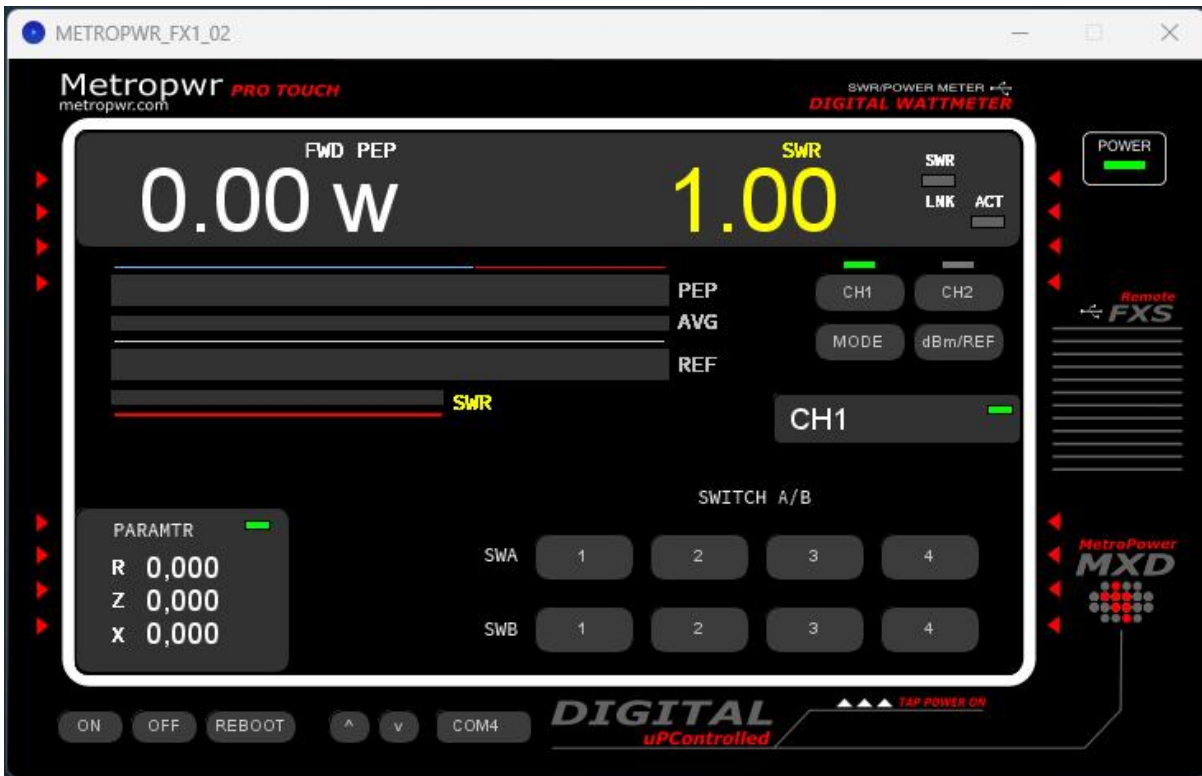 METROPWR_FX1_02
Metropwr PRO TOUCH
metropwr.com
SWR/POWER METER
DIGITAL WATTMETER
FWD PEP
0.00 W
SWR
1.00
SWR
LNK ACT
POWER
PEP
AVG
REF
SWR
CH1 CH2
MODE dBm/REF
CH1
Remote
FXS
SWITCH A/B
SWA 1 2 3 4
SWB 1 2 3 4
PARAMTR
R 0,000
Z 0,000
X 0,000
MetroPower
MXD
ON OFF REBOOT ^ v COM4
DIGITAL
uPControlled
TAP POWER ON